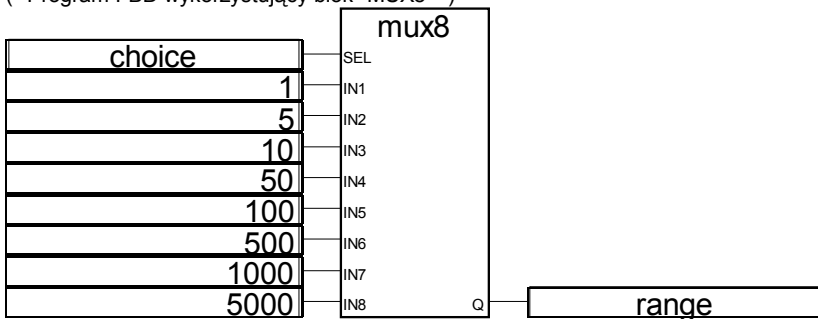 mux8
choice SEL
1 IN1
5 IN2
10 IN3
50 IN4
100 IN5
500 IN6
1000 IN7
5000 IN8 Q range